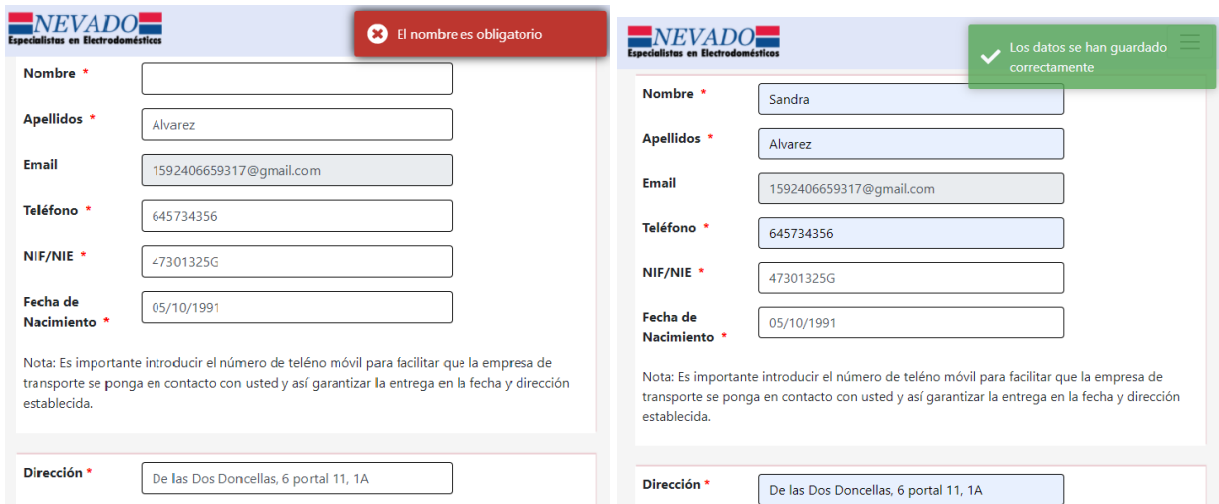 NEVADO
Especialistas en Electrodomésticos
El nombre es obligatorio
Nombre *
Apellidos *
Alvarez
Email
1592406659317@gmail.com
Teléfono *
645734356
NIF/NIE *
47301325G
Fecha de
Nacimiento *
05/10/1991
Nota: Es importante introducir el número de teléno móvil para facilitar que la empresa de
transporte se ponga en contacto con usted y así garantizar la entrega en la fecha y dirección
establecida.
Dirección *
De las Dos Doncellas, 6 portal 11, 1A
NEVADO
Especialistas en Electrodomésticos
Los datos se han guardado
correctamente
Nombre *
Sandra
Apellidos *
Alvarez
Email
1592406659317@gmail.com
Teléfono *
645734356
NIF/NIE *
47301325G
Fecha de
Nacimiento *
05/10/1991
Nota: Es importante introducir el número de teléno móvil para facilitar que la empresa de
transporte se ponga en contacto con usted y así garantizar la entrega en la fecha y dirección
establecida.
Dirección *
De las Dos Doncellas, 6 portal 11, 1A